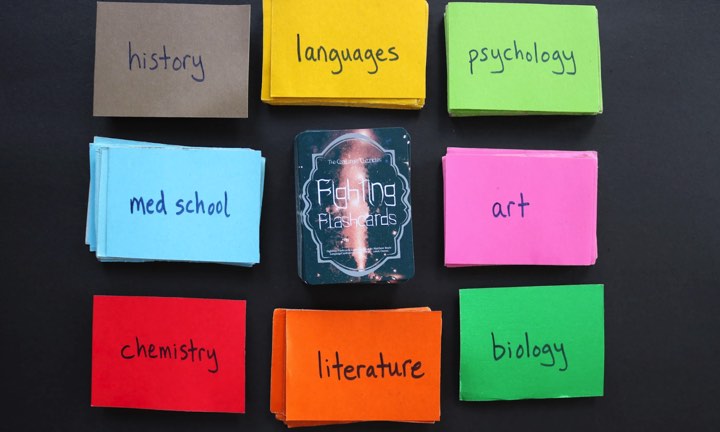 history
languages
psychology
med school
Fighting
Flashcards
art
chemistry
literature
biology